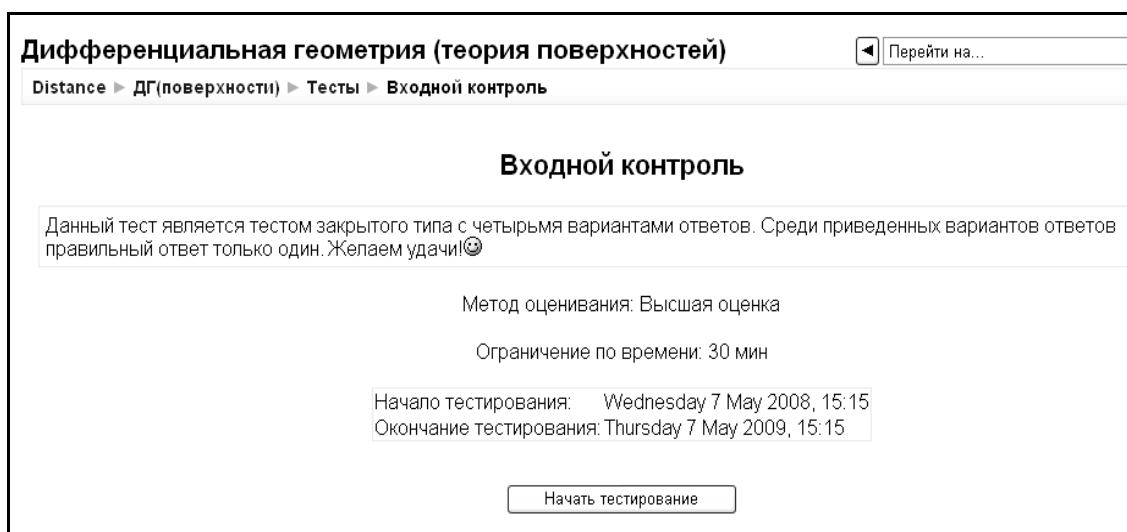 Дифференциальная геометрия (теория поверхностей)
Перейти на...
Distance ► ДГ(поверхности) ► Тесты ► Входной контроль
Входной контроль
Данный тест является тестом закрытого типа с четырьмя вариантами ответов. Среди приведенных вариантов ответов
правильный ответ только один. Желаем удачи!
Метод оценивания: Высшая оценка
Ограничение по времени: 30 мин
Начало тестирования: Wednesday 7 May 2008, 15:15
Окончание тестирования: Thursday 7 May 2009, 15:15
Начать тестирование